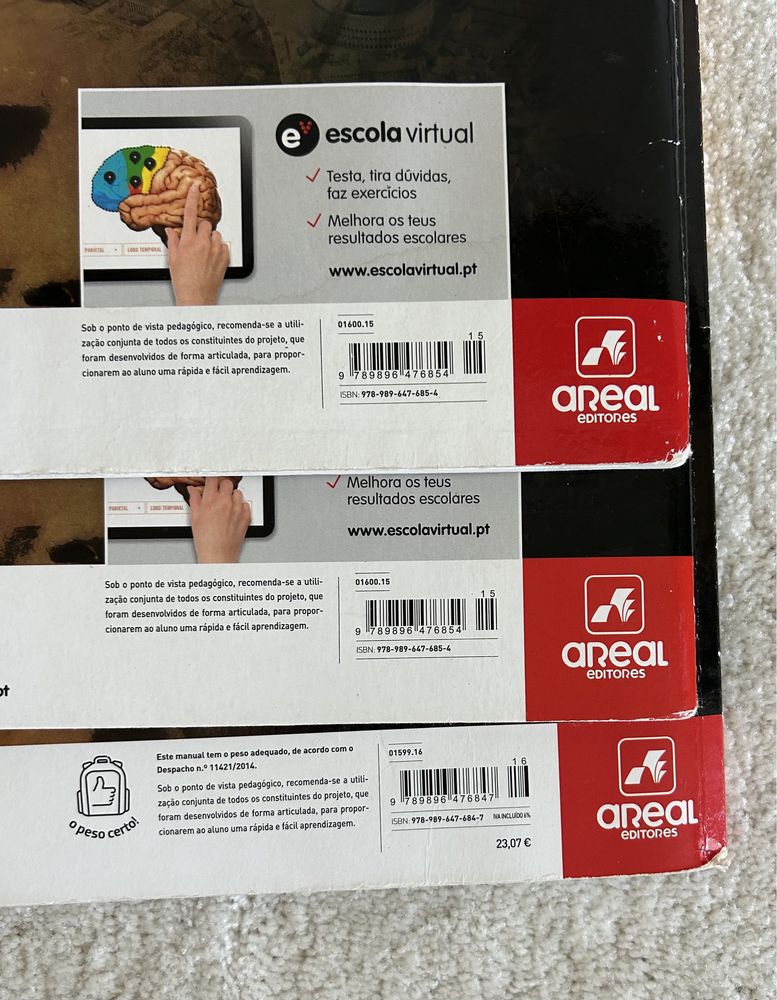 e
escola virtual
Testa, tira dúvidas,
faz exercícios
Melhora os teus
resultados escolares
www.escolavirtual.pt
PARIETAL
LOBO TEMPORAL
Sob o ponto de vista pedagógico, recomenda-se a utili-
zação conjunta de todos os constituintes do projeto, que
foram desenvolvidos de forma articulada, para propor-
cionarem ao aluno uma rápida e fácil aprendizagem.
01600.15
15
9 789896 476854
ISBN: 978-989-647-685-4
AREAL
EDITORES
Melhora os teus
resultados escolares
www.escolavirtual.pt
PARIETAL
LOBO TEMPORAL
Sob o ponto de vista pedagógico, recomenda-se a utili-
zação conjunta de todos os constituintes do projeto, que
foram desenvolvidos de forma articulada, para propor-
cionarem ao aluno uma rápida e fácil aprendizagem.
01600.15
15
9 789896 476854
ISBN: 978-989-647-685-4
AREAL
EDITORES
o peso certo!
Este manual tem o peso adequado, de acordo com o
Despacho n.º 11421/2014.
Sob o ponto de vista pedagógico, recomenda-se a utili-
zação conjunta de todos os constituintes do projeto, que
foram desenvolvidos de forma articulada, para propor-
cionarem ao aluno uma rápida e fácil aprendizagem.
01599.16
16
9 789896 476847
ISBN: 978-989-647-684-7 IVA INCLUÍDO 6%
23,07 €
AREAL
EDITORES